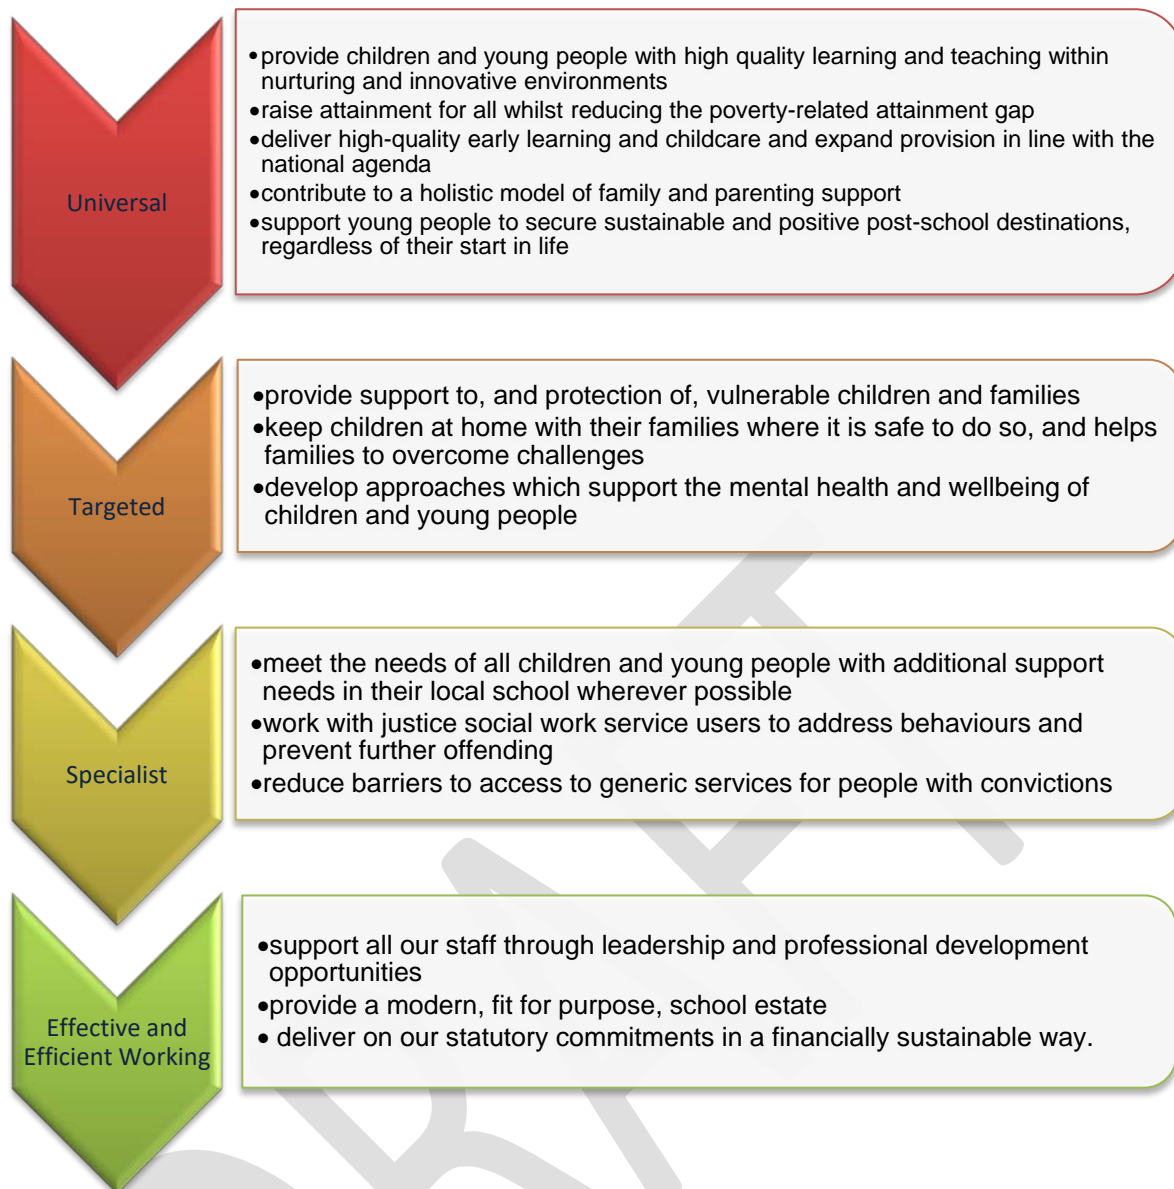 Universal
•provide children and young people with high quality learning and teaching within
nurturing and innovative environments
•raise attainment for all whilst reducing the poverty-related attainment gap
•deliver high-quality early learning and childcare and expand provision in line with the
national agenda
•contribute to a holistic model of family and parenting support
•support young people to secure sustainable and positive post-school destinations,
regardless of their start in life
Targeted
•provide support to, and protection of, vulnerable children and families
•keep children at home with their families where it is safe to do so, and helps
families to overcome challenges
•develop approaches which support the mental health and wellbeing of
children and young people
Specialist
•meet the needs of all children and young people with additional support
needs in their local school wherever possible
•work with justice social work service users to address behaviours and
prevent further offending
•reduce barriers to access to generic services for people with convictions
Effective and
Efficient Working
•support all our staff through leadership and professional development
opportunities
•provide a modern, fit for purpose, school estate
• deliver on our statutory commitments in a financially sustainable way.
DRAFT